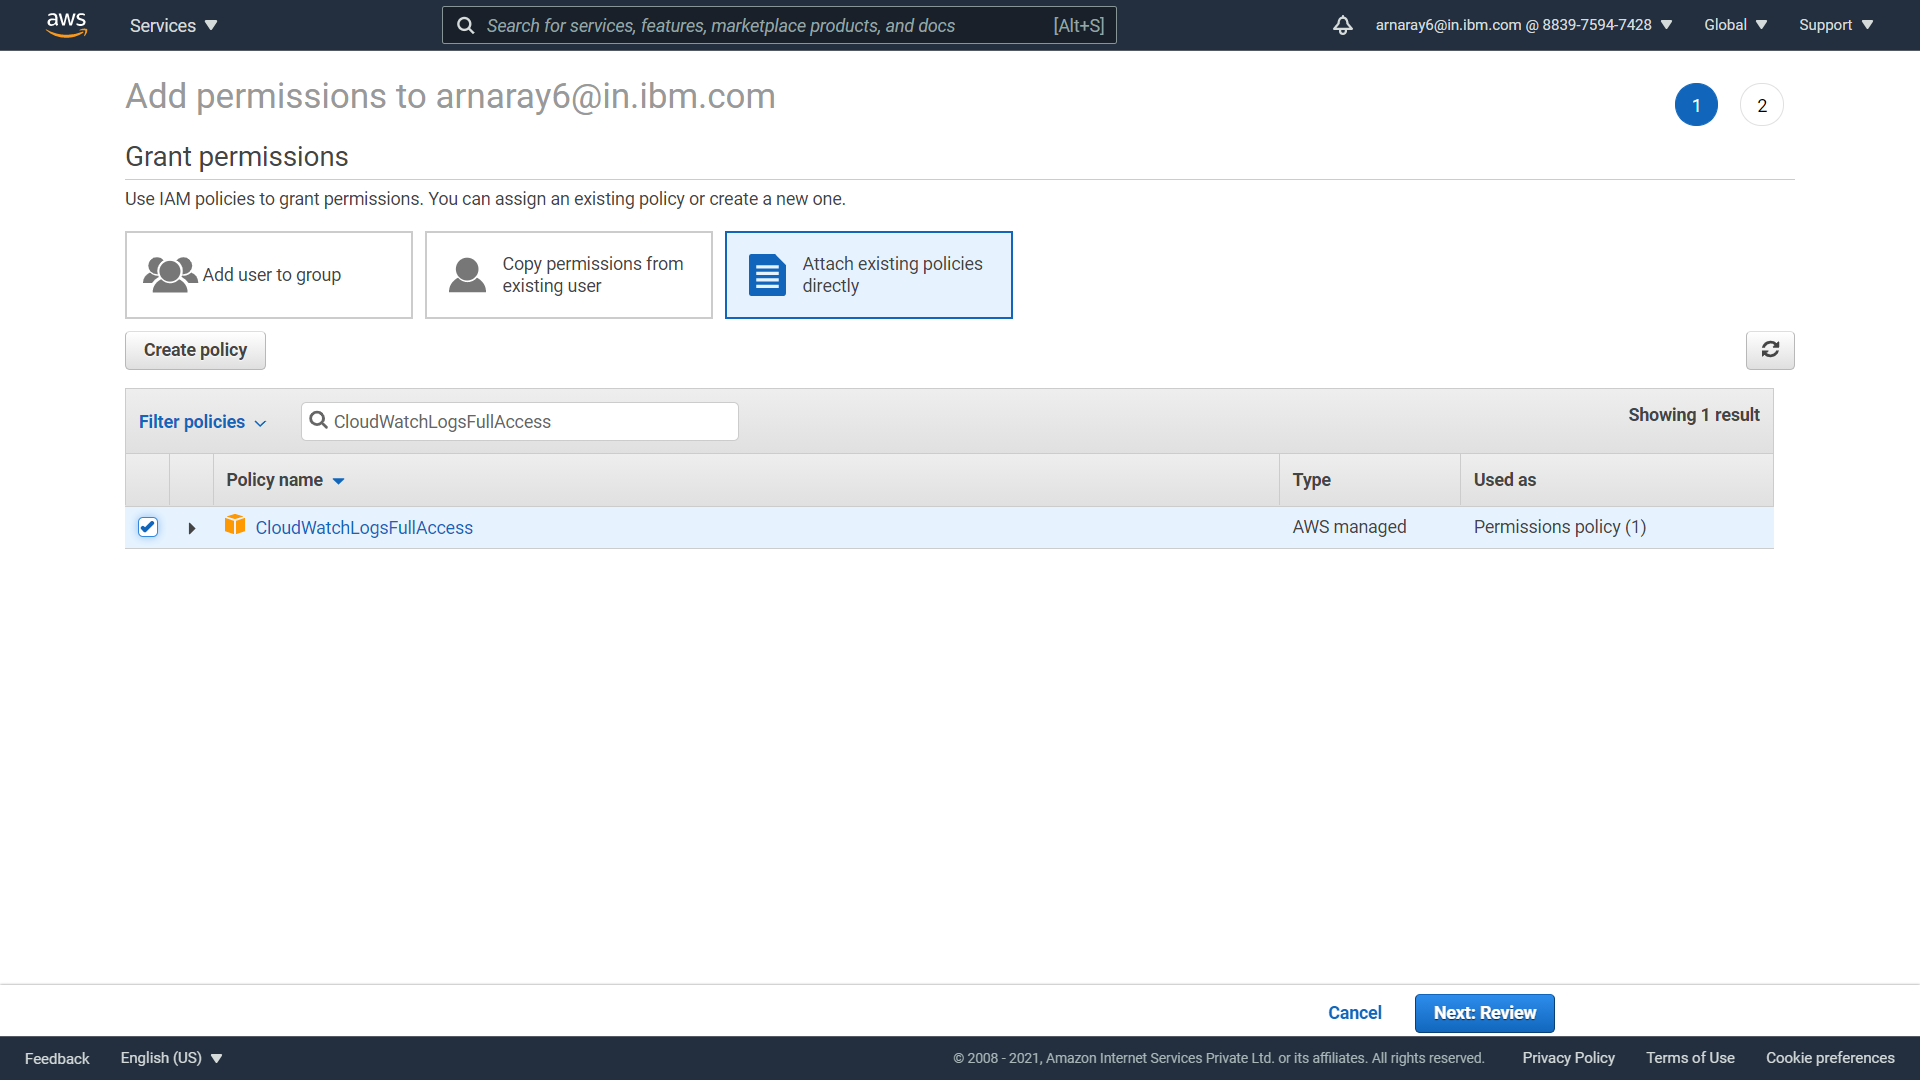 aws Services Search for services, features, marketplace products, and docs [Alt+S] arnaray6@in.ibm.com @ 8839-7594-7428 Global Support
Add permissions to arnaray6@in.ibm.com 1 2
Grant permissions
Use IAM policies to grant permissions. You can assign an existing policy or create a new one.
Add user to group
Copy permissions from
existing user
Attach existing policies
directly
Create policy
Filter policies CloudWatchLogsFullAccess Showing 1 result
Policy name Type Used as
CloudWatchLogsFullAccess AWS managed Permissions policy (1)
Cancel Next: Review
Feedback English (US) © 2008 - 2021, Amazon Internet Services Private Ltd. or its affiliates. All rights reserved. Privacy Policy Terms of Use Cookie preferences